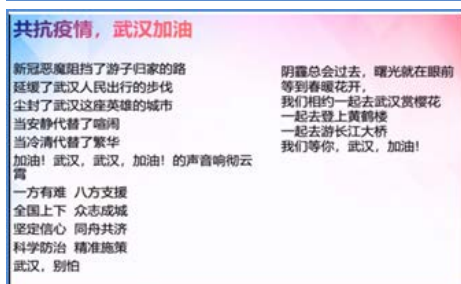 共抗疫情，武汉加油
新冠恶魔阻挡了游子归家的路
延缓了武汉人民出行的步伐
尘封了武汉这座英雄的城市
当安静代替了喧闹
当冷清代替了繁华
加油！武汉，武汉，加油！的声音响彻云
霄
一方有难 八方支援
全国上下 众志成城
坚定信心 同舟共济
科学防治 精准施策
武汉，别怕
阴霾总会过去，曙光就在眼前
等到春暖花开，
我们相约一起去武汉赏樱花
一起去登上黄鹤楼
一起去游长江大桥
我们等你，武汉，加油！